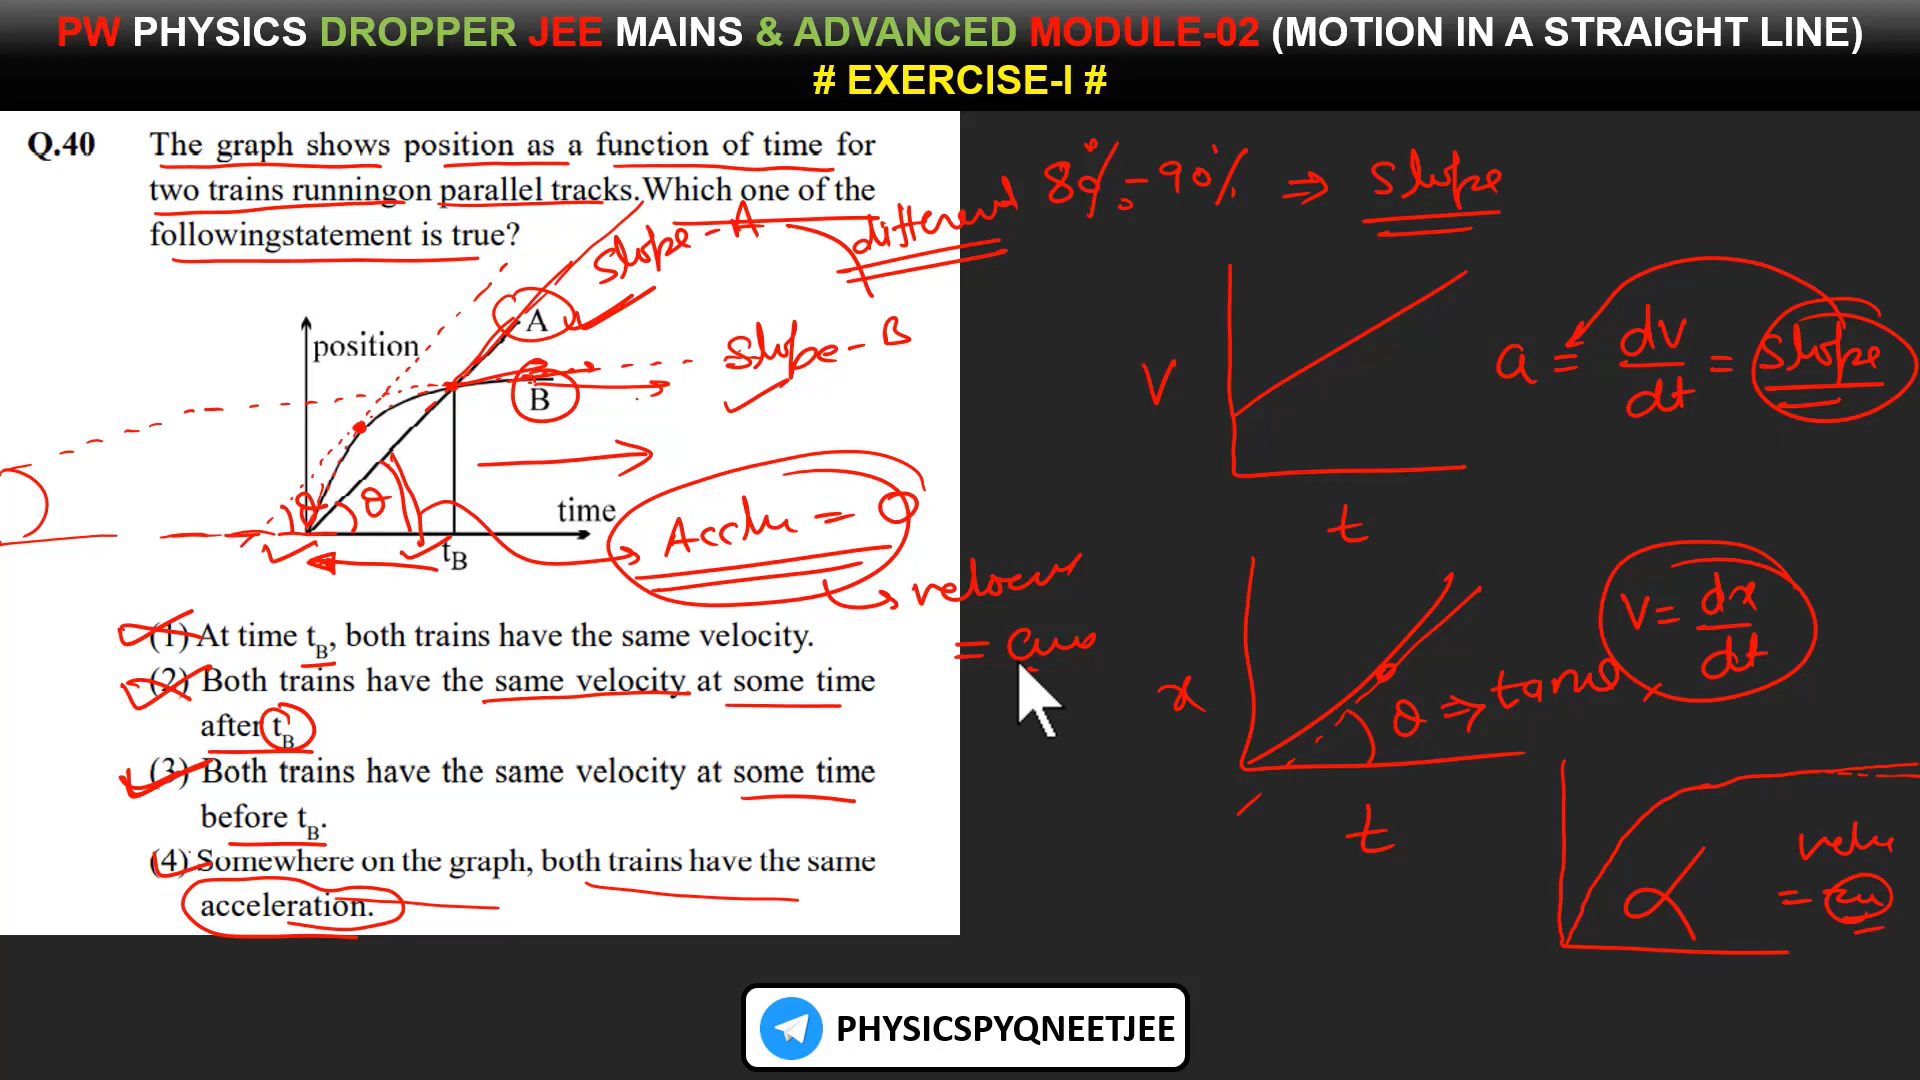 PW PHYSICS DROPPER JEE MAINS & ADVANCED MODULE-02 (MOTION IN A STRAIGHT LINE)
# EXERCISE-I #
Q.40 The graph shows position as a function of time for
two trains runningon parallel tracks.Which one of the
followingstatement is true?
different 80% - 90% ⇒ slope
slope-A
A
position
slope-B
B
θ
time
tB
Accln = 0
V
t
a = dv/dt = slope
(1) At time tB, both trains have the same velocity.
(2) Both trains have the same velocity at some time
after tB
(3) Both trains have the same velocity at some time
before tB.
(4) Somewhere on the graph, both trains have the same
acceleration.
x
t
θ ⇒ tanθ
V = dx/dt
PHYSICSPYQNEETJEE